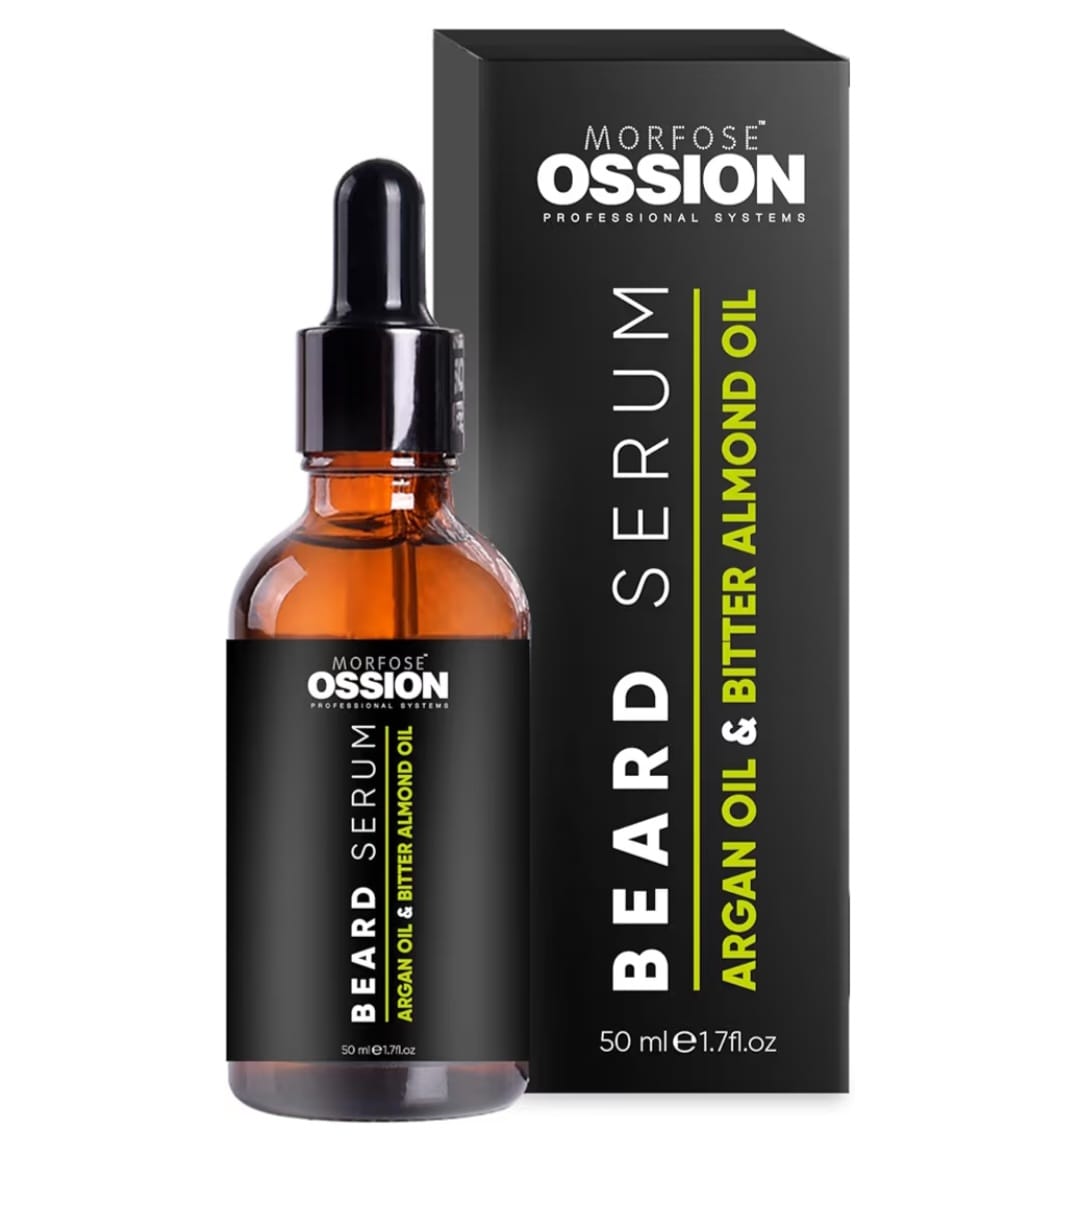 MORFOSE™
OSSION
PROFESSIONAL SYSTEMS
BEARD SERUM
ARGAN OIL & BITTER ALMOND OIL
50 ml e 1.7fl.oz
MORFOSE™
OSSION
PROFESSIONAL SYSTEMS
BEARD SERUM
ARGAN OIL & BITTER ALMOND OIL
50 ml e 1.7fl.oz